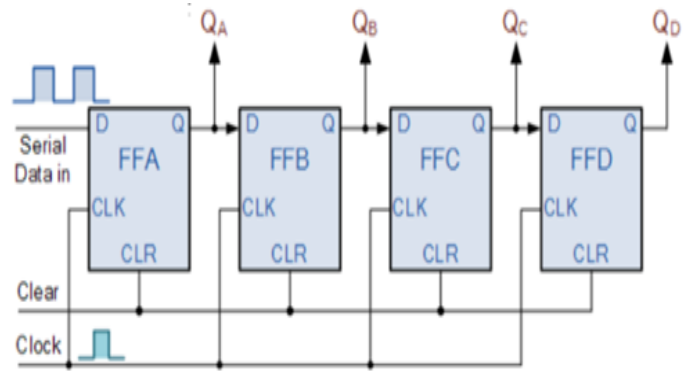 QA QB QC QD
D Q D Q D Q D Q
Serial
Data in
FFA FFB FFC FFD
CLK CLK CLK CLK
CLR CLR CLR CLR
Clear
Clock